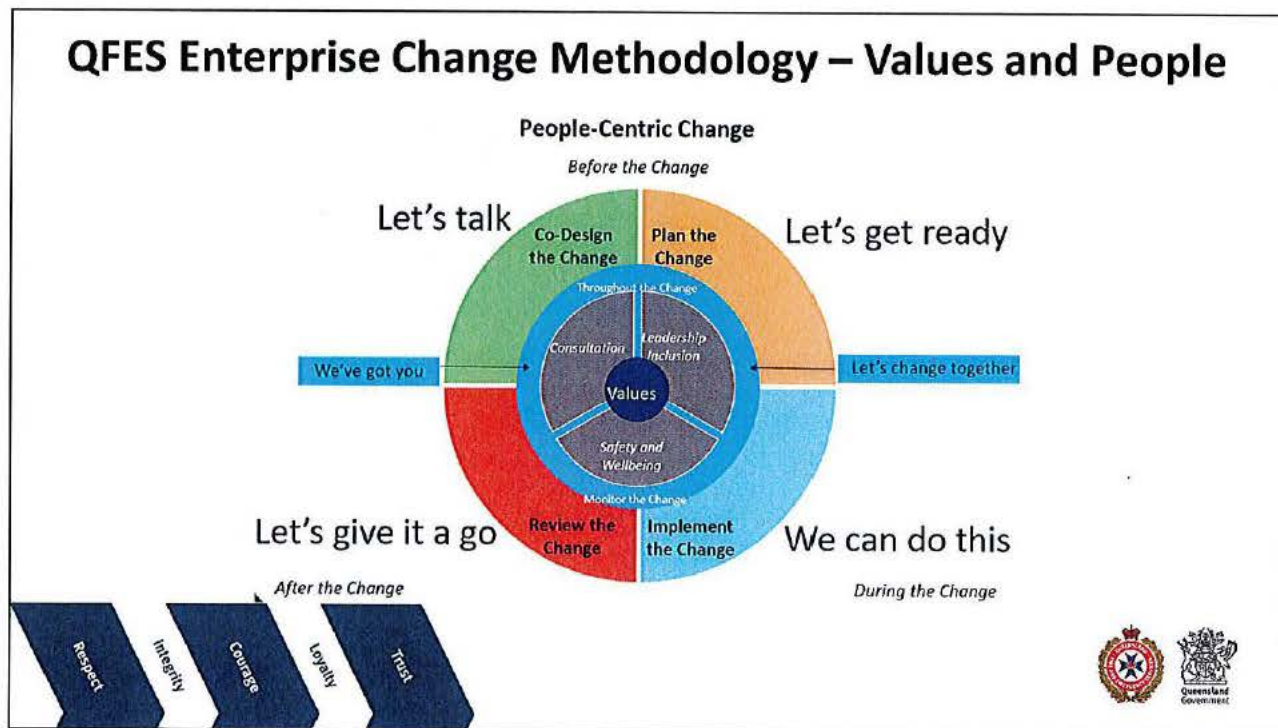 QFES Enterprise Change Methodology – Values and People
People-Centric Change
Before the Change
Let's talk
Co-Design
the Change
Plan the
Change
Let's get ready
Throughout the Change
Consultation
Leadership
Inclusion
We've got you
Let's change together
Values
Safety and
Wellbeing
Monitor the Change
Let's give it a go
Review the
Change
Implement
the Change
We can do this
After the Change
During the Change
Respect
Integrity
Courage
Loyalty
Trust
Queensland
Government